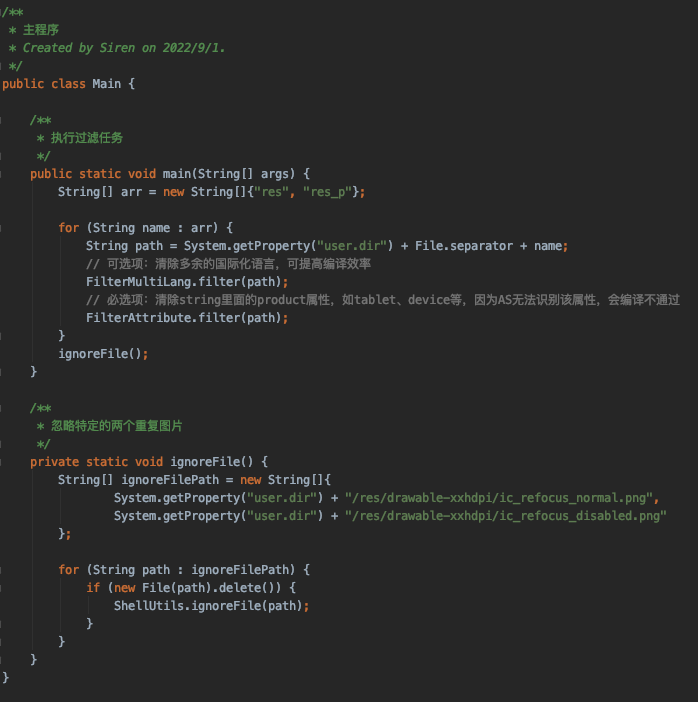 /**
 * 主程序
 * Created by Siren on 2022/9/1.
 */
public class Main {
    /**
     * 执行过滤任务
     */
    public static void main(String[] args) {
        String[] arr = new String[]{"res", "res_p"};
        for (String name : arr) {
            String path = System.getProperty("user.dir") + File.separator + name;
            // 可选项：清除多余的国际化语言，可提高编译效率
            FilterMultiLang.filter(path);
            // 必选项：清除string里面的product属性，如tablet、device等，因为AS无法识别该属性，会编译不通过
            FilterAttribute.filter(path);
        }
        ignoreFile();
    }
    /**
     * 忽略特定的两个重复图片
     */
    private static void ignoreFile() {
        String[] ignoreFilePath = new String[]{
                System.getProperty("user.dir") + "/res/drawable-xxhdpi/ic_refocus_normal.png",
                System.getProperty("user.dir") + "/res/drawable-xxhdpi/ic_refocus_disabled.png"
        };
        for (String path : ignoreFilePath) {
            if (new File(path).delete()) {
                ShellUtils.ignoreFile(path);
            }
        }
    }
}